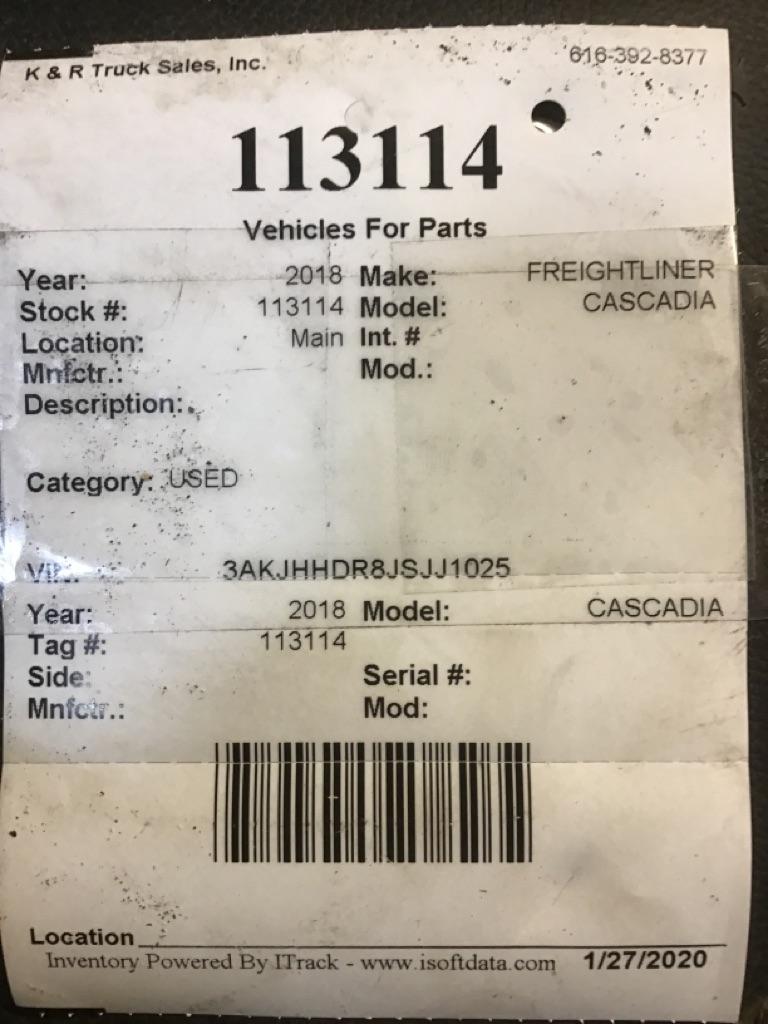 K & R Truck Sales, Inc. 616-392-8377
113114
Vehicles For Parts
Year: 2018 Make: FREIGHTLINER
Stock #: 113114 Model: CASCADIA
Location: Main Int. #
Mnfctr.: Mod.:
Description:
Category: USED
VIN: 3AKJHHDR8JSJJ1025
Year: 2018 Model: CASCADIA
Tag #: 113114
Side: Serial #:
Mnfctr.: Mod:
Location
Inventory Powered By ITrack - www.isoftdata.com 1/27/2020